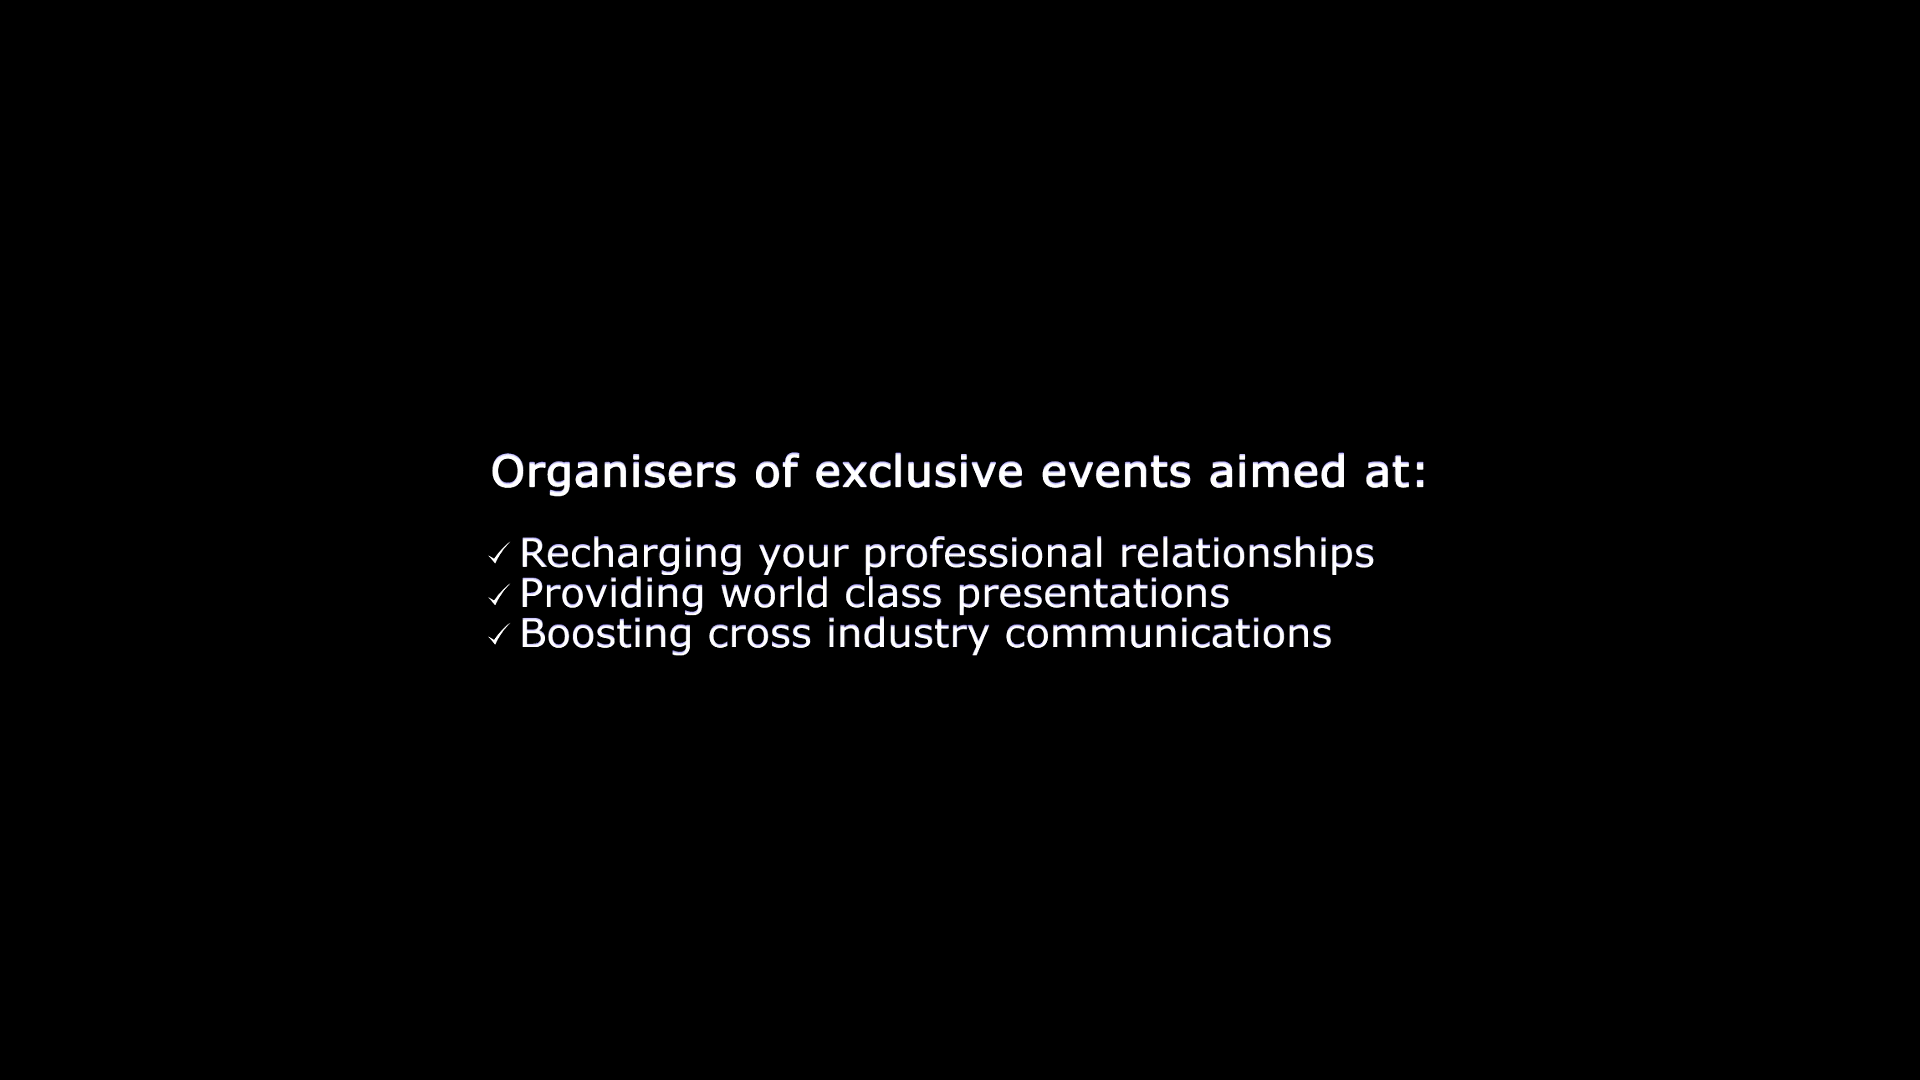 Organisers of exclusive events aimed at:
✓ Recharging your professional relationships
✓ Providing world class presentations
✓ Boosting cross industry communications